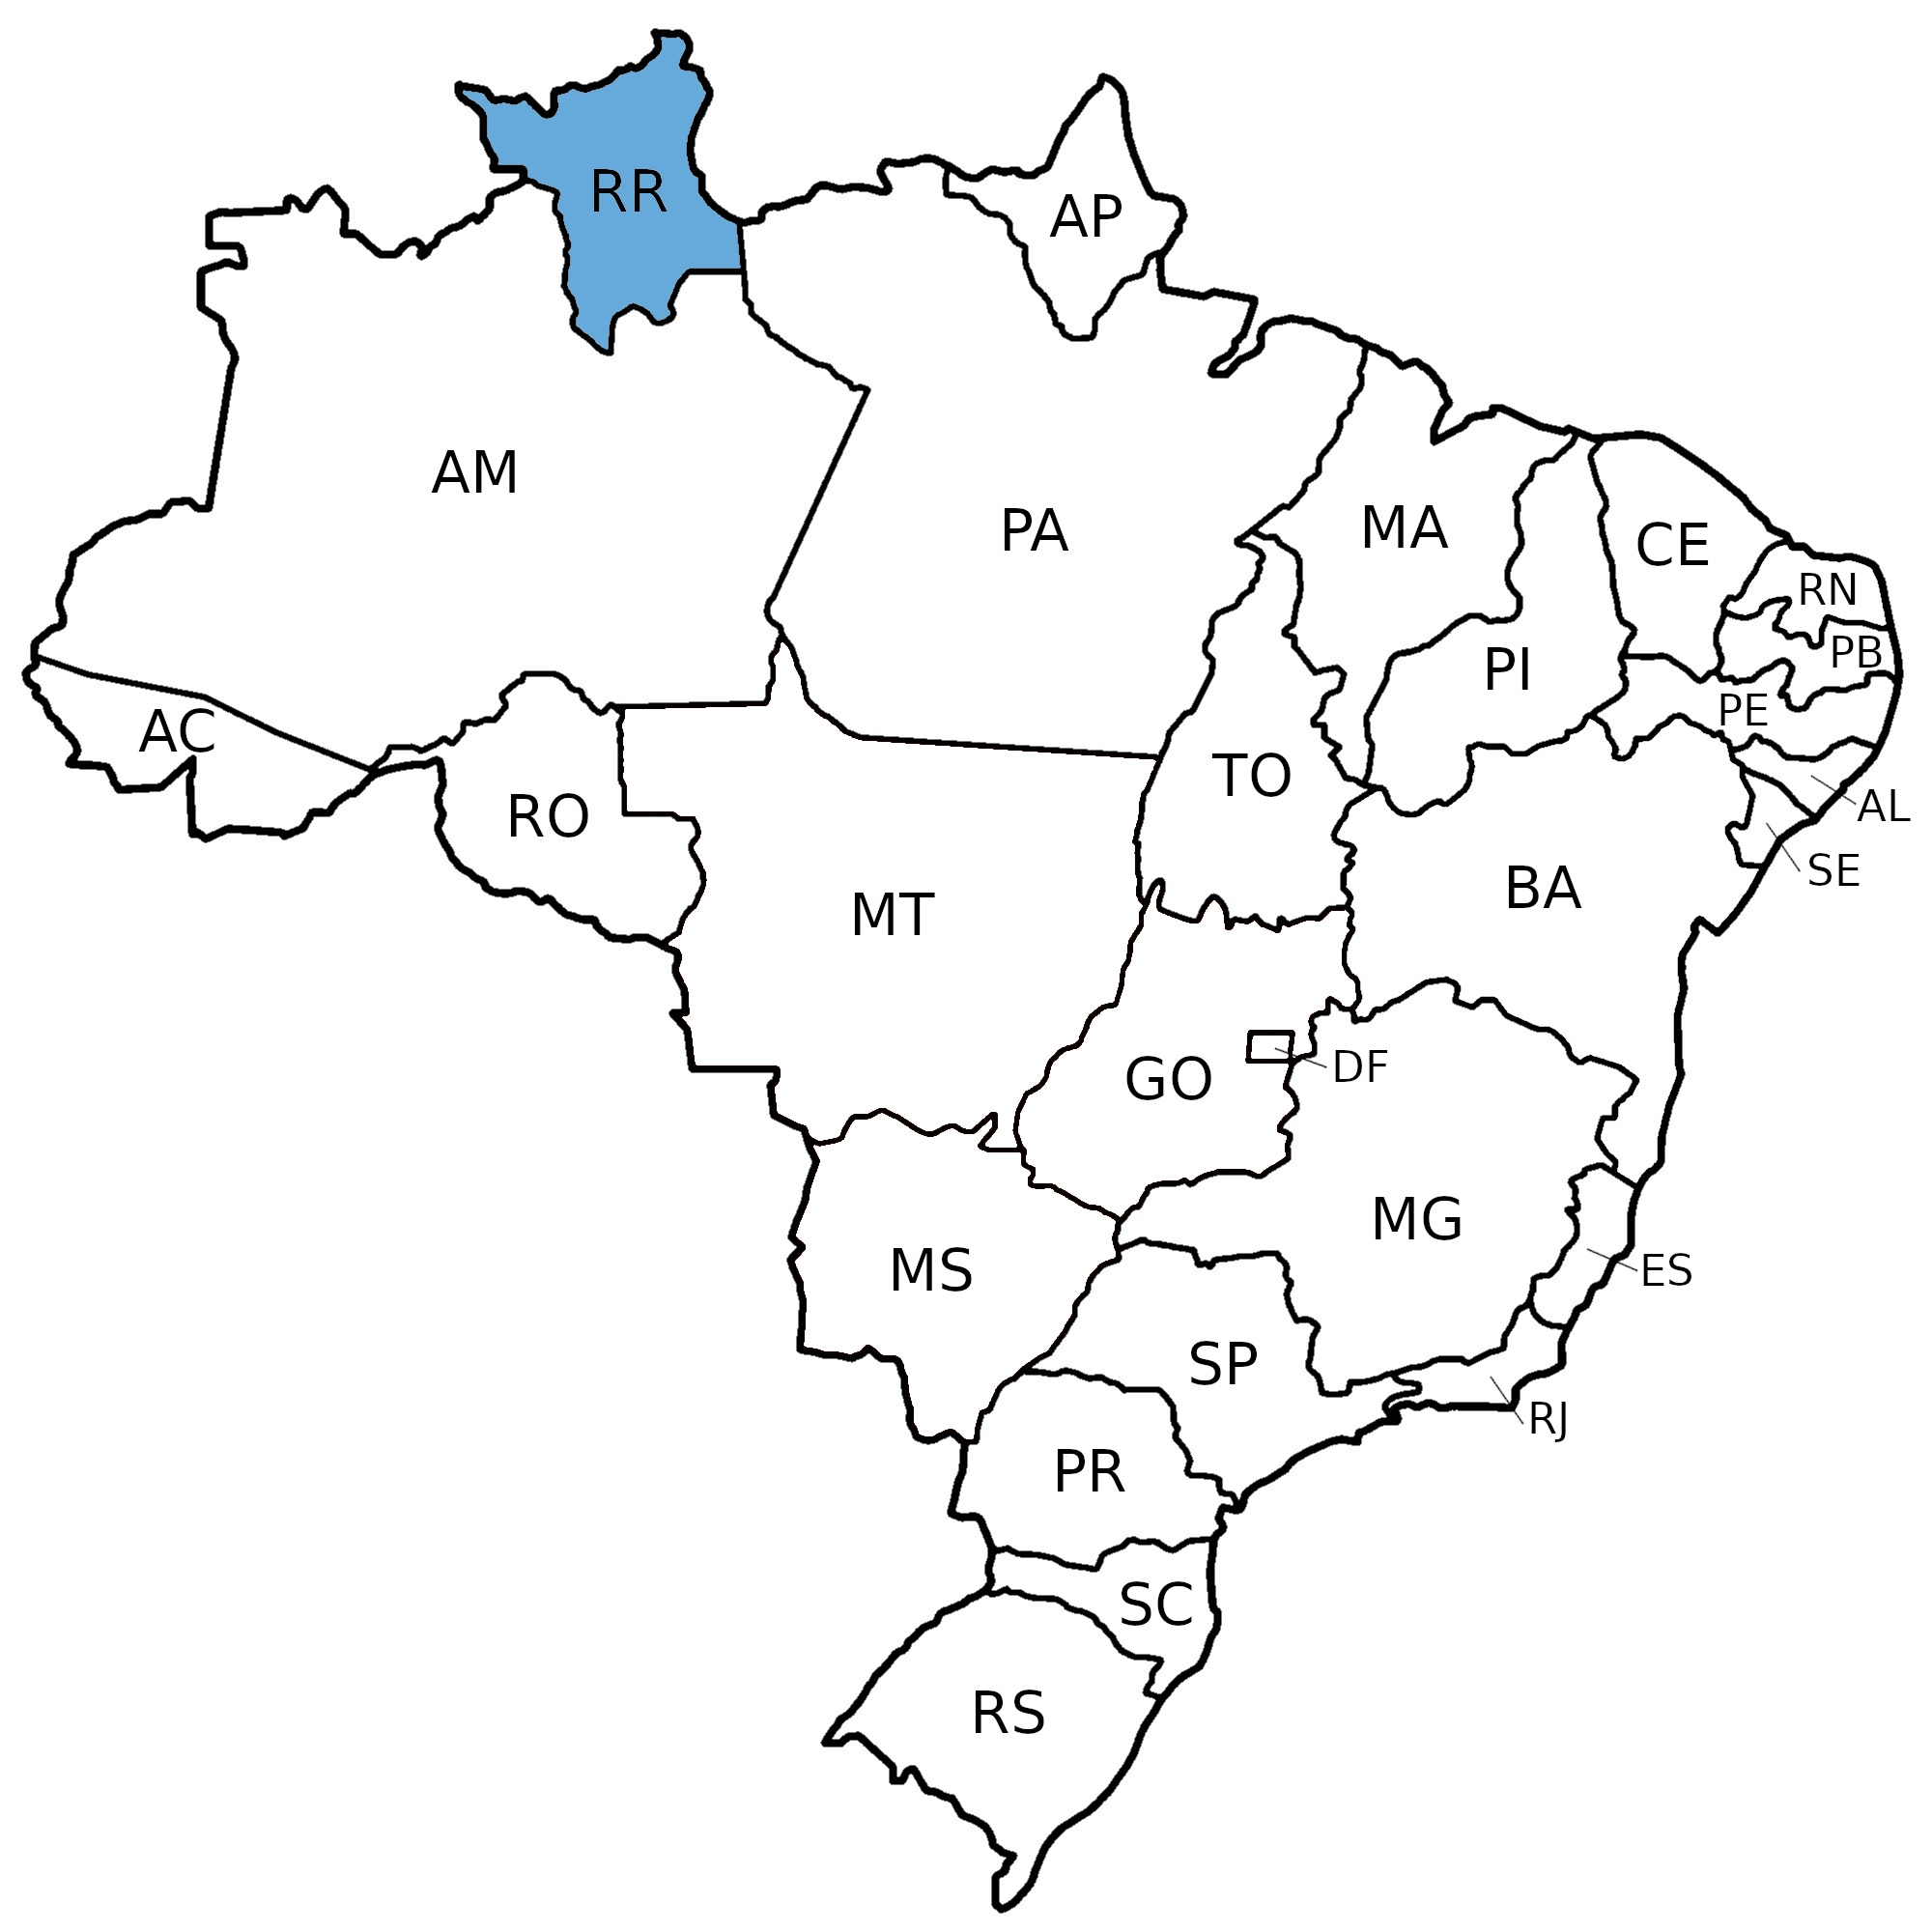 RR
AP
AM
PA
MA
CE
RN
PB
PI
PE
AC
TO
RO
AL
SE
BA
MT
GO
DF
MG
MS
ES
SP
RJ
PR
SC
RS